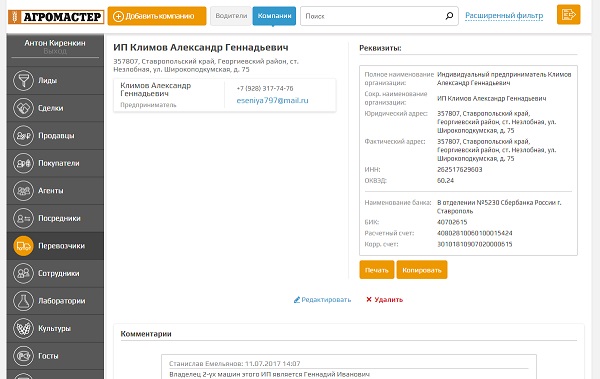 АГРОМАСТЕР
Добавить компанию
Водители
Компании
Поиск
Расширенный фильтр
Антон Киренкин
Выход
Лиды
Сделки
Продавцы
Покупатели
Агенты
Посредники
Перевозчики
Сотрудники
Лаборатории
Культуры
Госты
ИП Климов Александр Геннадьевич
357807, Ставропольский край, Георгиевский район, ст.
Незлобная, ул. Широкоподкумская, д. 75
Климов Александр
Геннадьевич
Предприниматель
+7 (928) 317-74-76
eseniya797@mail.ru
Реквизиты:
Полное наименование организации: Индивидуальный предприниматель Климов Александр Геннадьевич
Сокр. наименование организации: ИП Климов Александр Геннадьевич
Юридический адрес: 357807, Ставропольский край, Георгиевский район, ст. Незлобная, ул. Широкоподкумская, д. 75
Фактический адрес: 357807, Ставропольский край, Георгиевский район, ст. Незлобная, ул. Широкоподкумская, д. 75
ИНН: 262517629603
ОКВЭД: 60.24
Наименование банка: В отделении №5230 Сбербанка России г. Ставрополь
БИК: 40702615
Расчетный счет: 40802810060100015424
Корр. счет: 30101810907020000615
Печать
Копировать
Редактировать
Удалить
Комментарии
Станислав Емельянов: 11.07.2017 14:07
Владелец 2-ух машин этого ИП является Геннадий Иванович